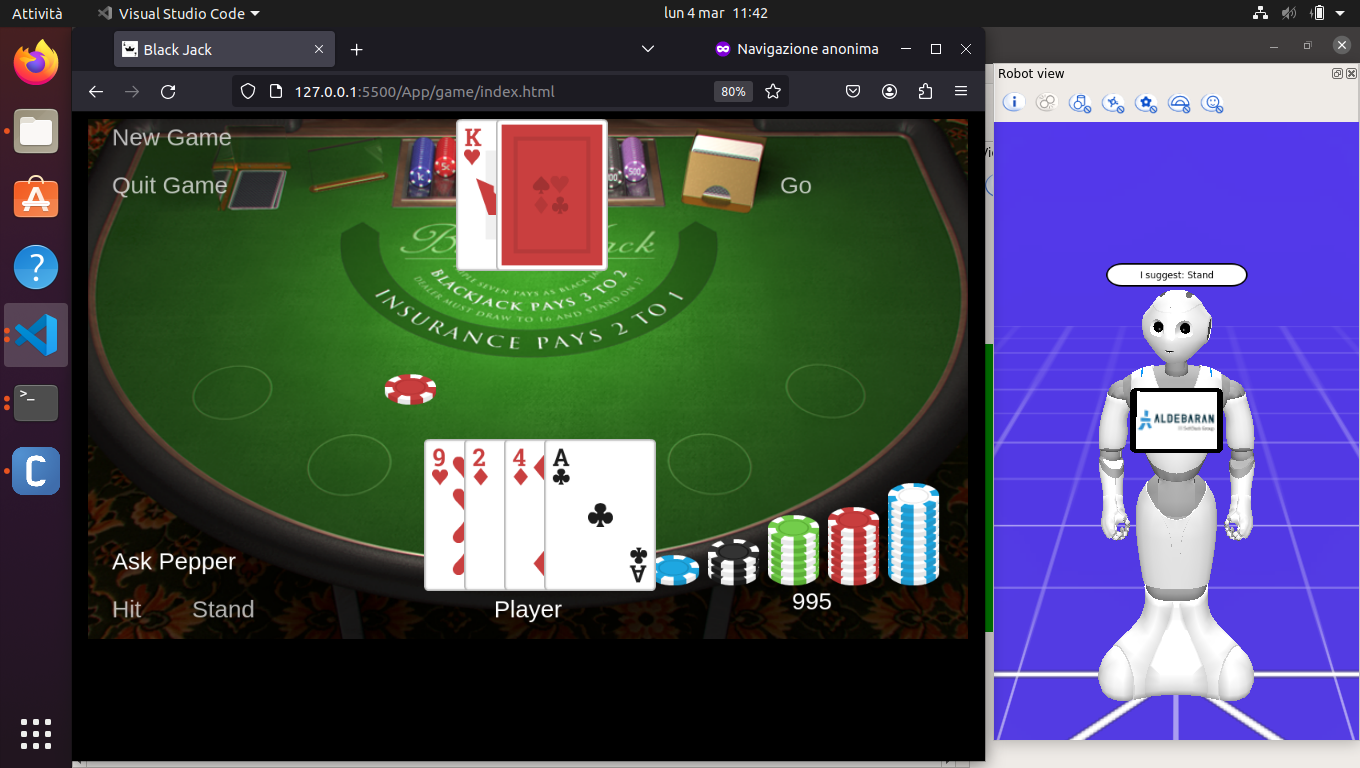 Attività
Visual Studio Code
lun 4 mar 11:42
Black Jack
Navigazione anonima
127.0.0.1:5500/App/game/index.html
80%
Robot view
New Game
Quit Game
Go
K
500
BLACKJACK PAYS 3 TO 2
DEALER MUST DRAW TO 16 AND STAND ON 17
INSURANCE PAYS 2 TO 1
I suggest: Stand
ALDEBARAN
9
2
4
A
A
Ask Pepper
Hit
Stand
Player
995